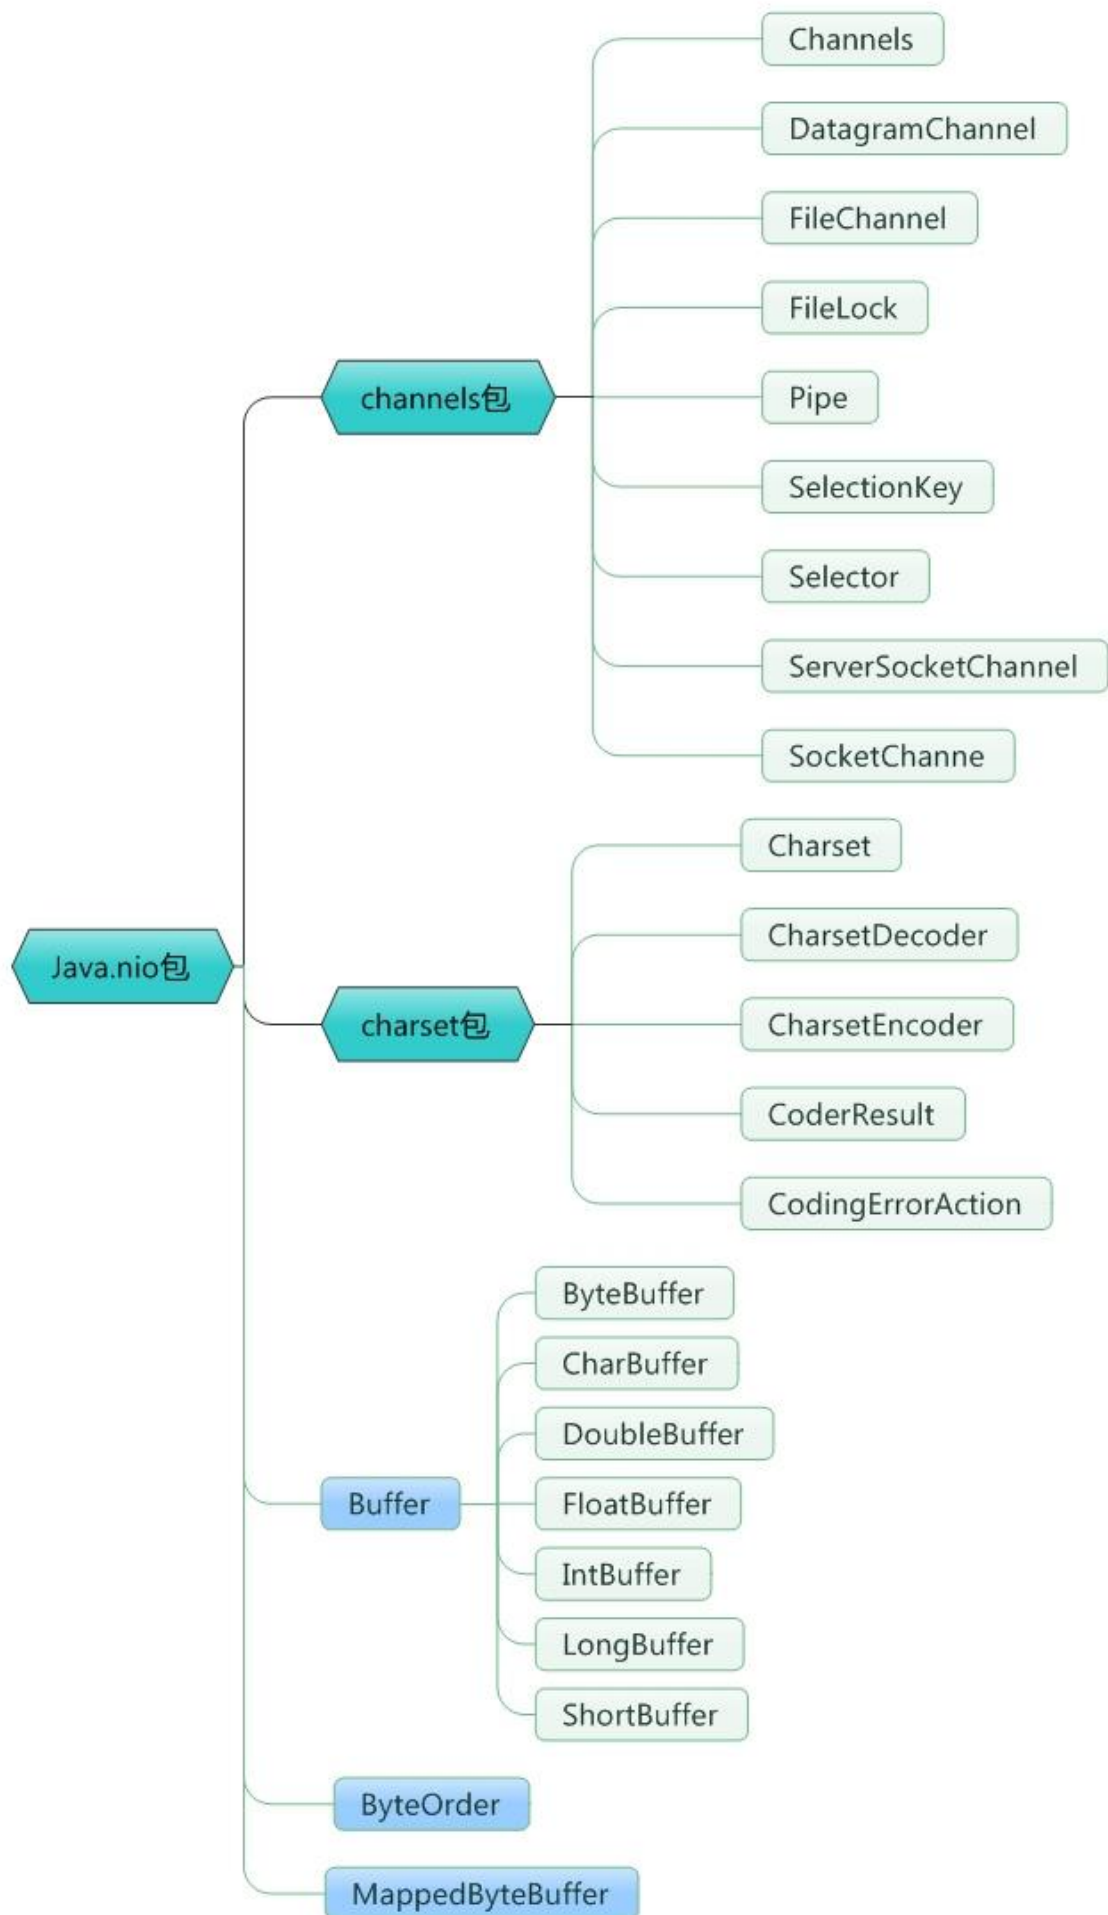 Channels
DatagramChannel
FileChannel
FileLock
channels包
Pipe
SelectionKey
Selector
ServerSocketChannel
SocketChanne
Charset
CharsetDecoder
Java.nio包
charset包
CharsetEncoder
CoderResult
CodingErrorAction
ByteBuffer
CharBuffer
DoubleBuffer
Buffer
FloatBuffer
IntBuffer
LongBuffer
ShortBuffer
ByteOrder
MappedByteBuffer